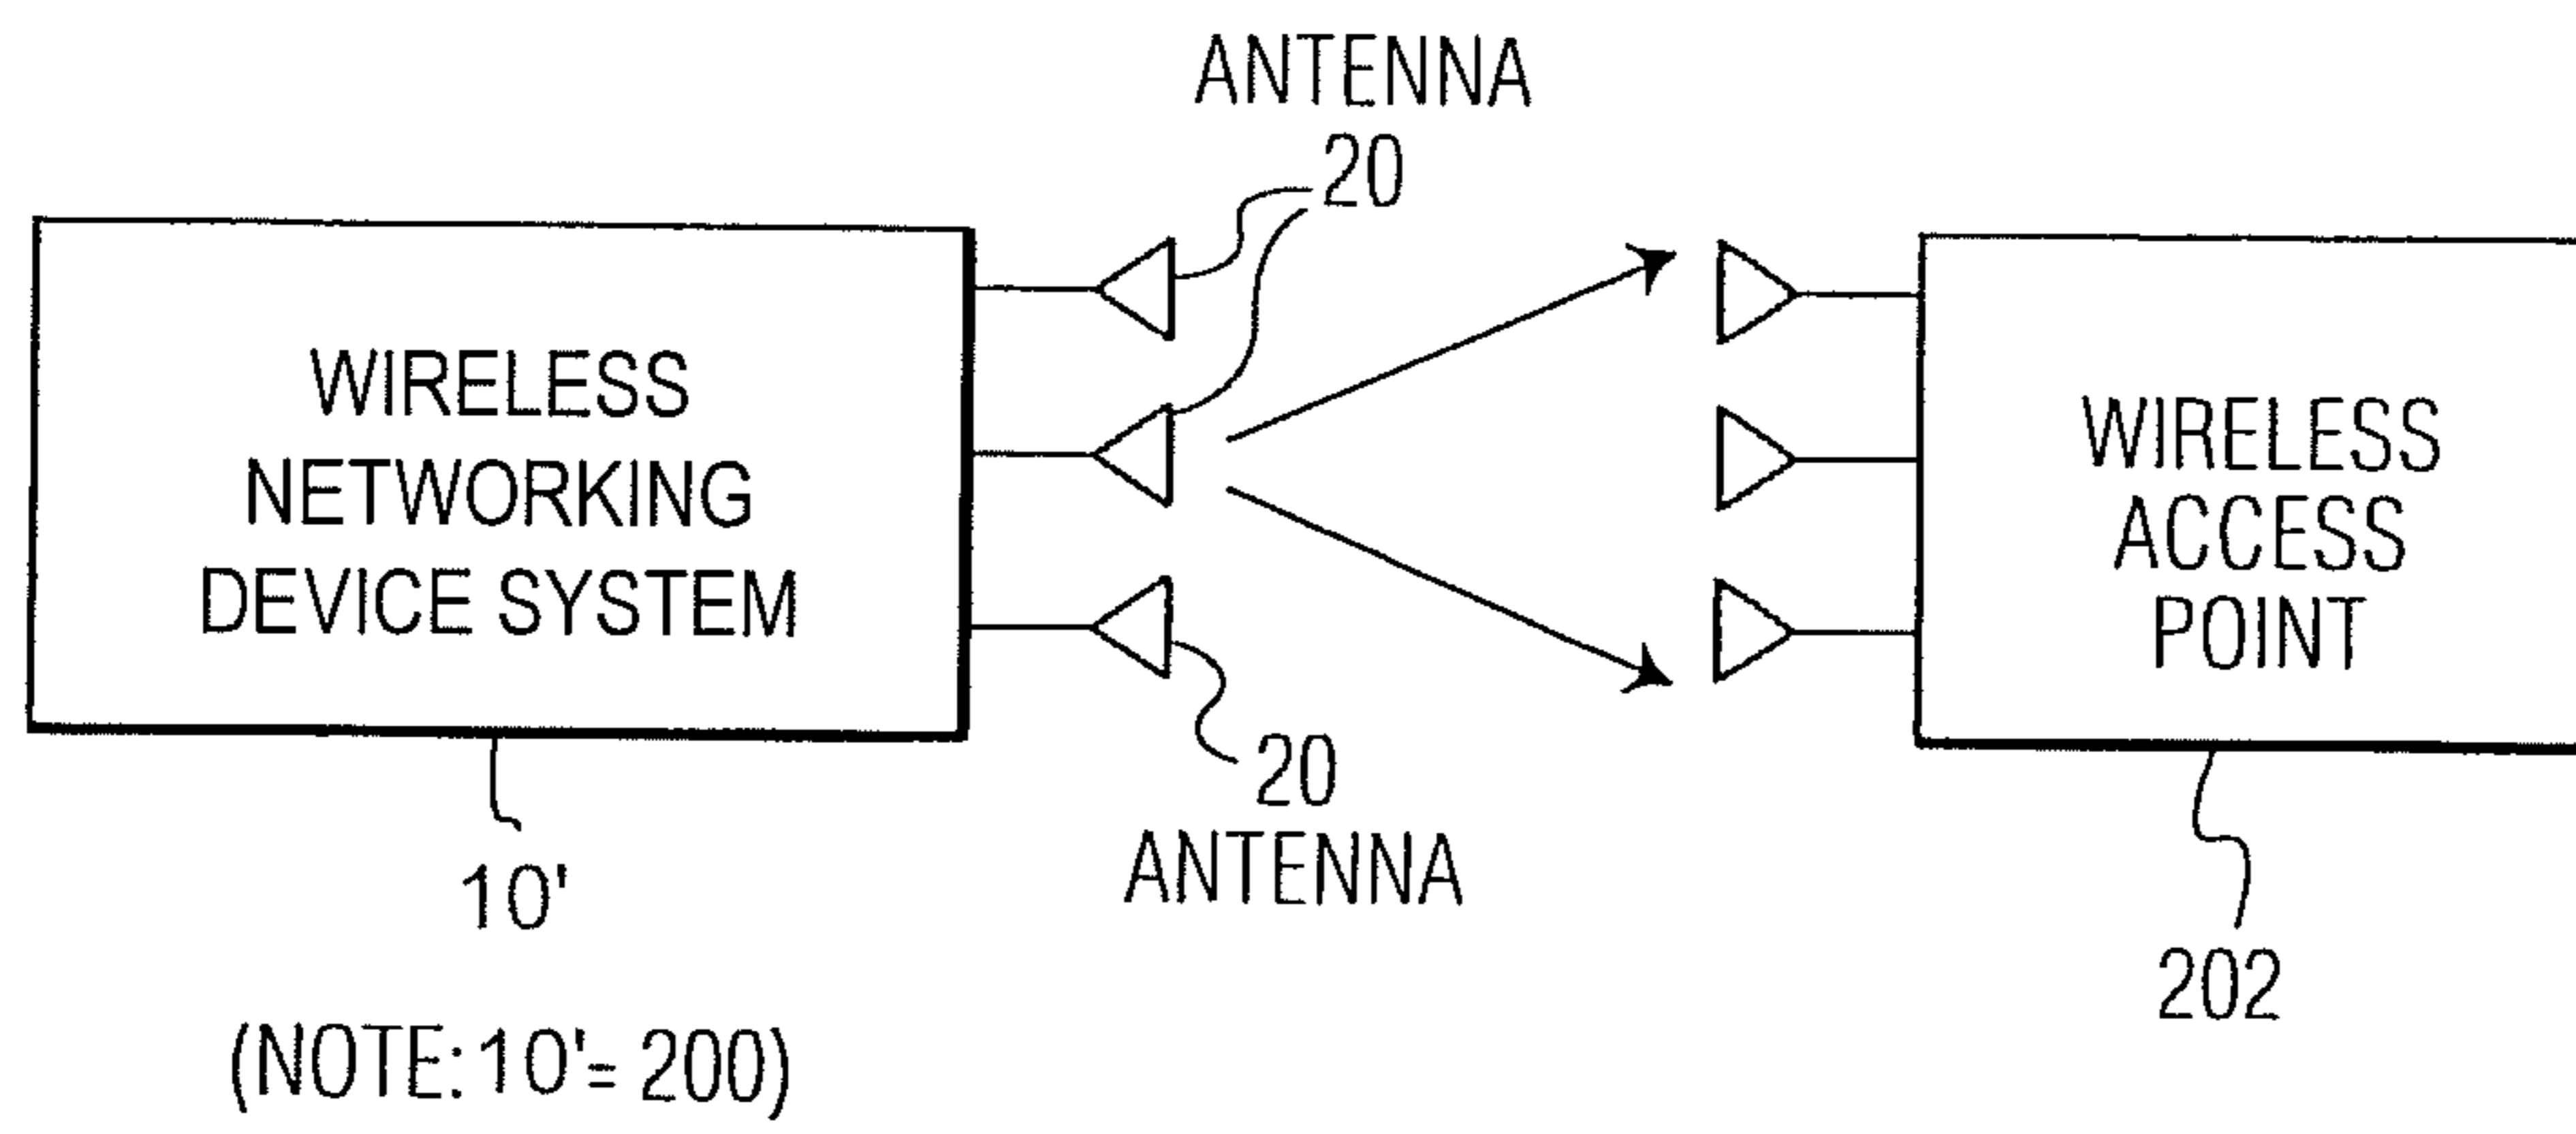 ANTENNA
20
WIRELESS
NETWORKING
DEVICE SYSTEM
WIRELESS
ACCESS
POINT
20
ANTENNA
10'
202
(NOTE: 10'= 200)